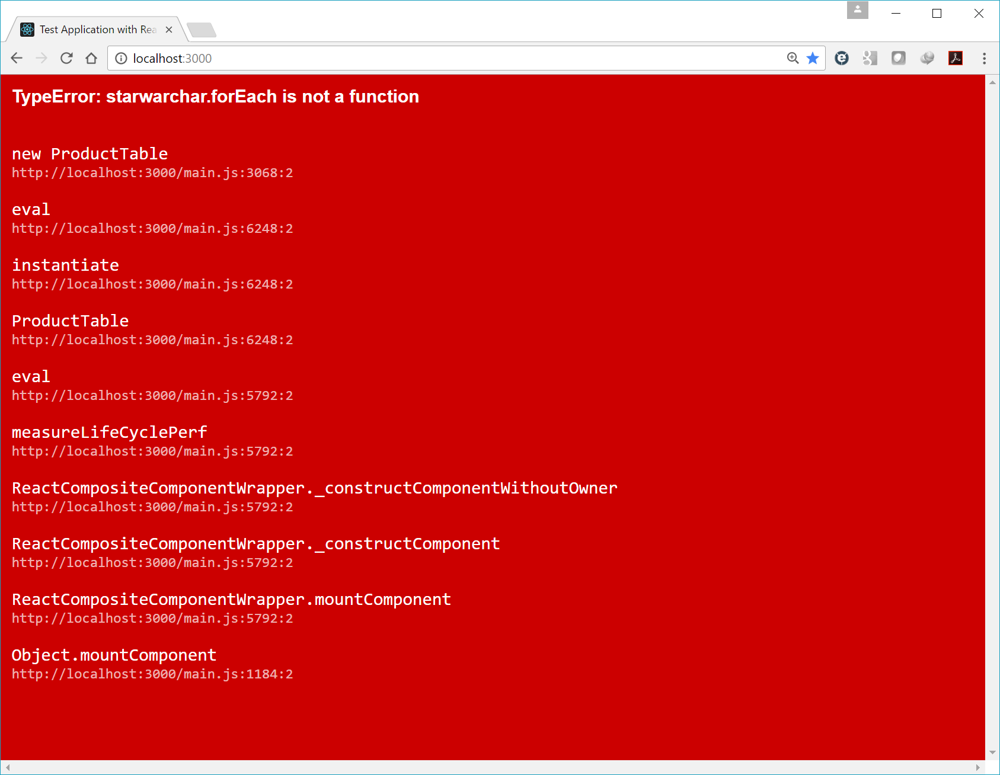 Test Application with Rea
localhost:3000
TypeError: starwarchar.forEach is not a function
new ProductTable
http://localhost:3000/main.js:3068:2
eval
http://localhost:3000/main.js:6248:2
instantiate
http://localhost:3000/main.js:6248:2
ProductTable
http://localhost:3000/main.js:6248:2
eval
http://localhost:3000/main.js:5792:2
measureLifeCyclePerf
http://localhost:3000/main.js:5792:2
ReactCompositeComponentWrapper._constructComponentWithoutOwner
http://localhost:3000/main.js:5792:2
ReactCompositeComponentWrapper._constructComponent
http://localhost:3000/main.js:5792:2
ReactCompositeComponentWrapper.mountComponent
http://localhost:3000/main.js:5792:2
Object.mountComponent
http://localhost:3000/main.js:1184:2